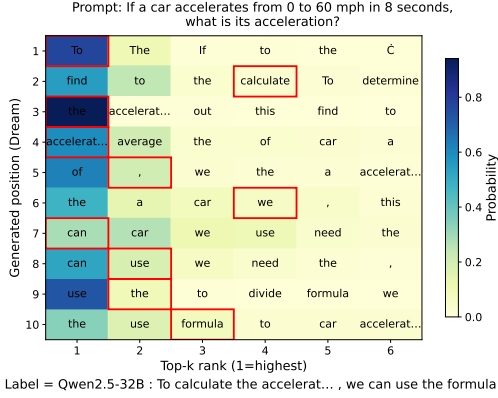 Prompt: If a car accelerates from 0 to 60 mph in 8 seconds,
what is its acceleration?
1 To The If to the Ċ
2 find to the calculate To determine
3 the accelerat... out this find to
4 accelerat... average the of car a
5 of , we the a accelerat...
6 the a car we , this
7 can car we use need the
8 can use we need the ,
9 use the to divide formula we
10 the use formula to car accelerat...
1 2 3 4 5 6
Top-k rank (1=highest)
Generated position (Dream)
0.8
0.6
0.4
0.2
0.0
Probability
Label = Qwen2.5-32B : To calculate the accelerat... , we can use the formula